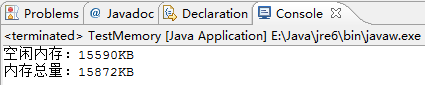 Problems @ Javadoc Declaration Console
<terminated> TestMemory [Java Application] E:\Java\jre6\bin\javaw.exe
空闲内存：15590KB
内存总量：15872KB